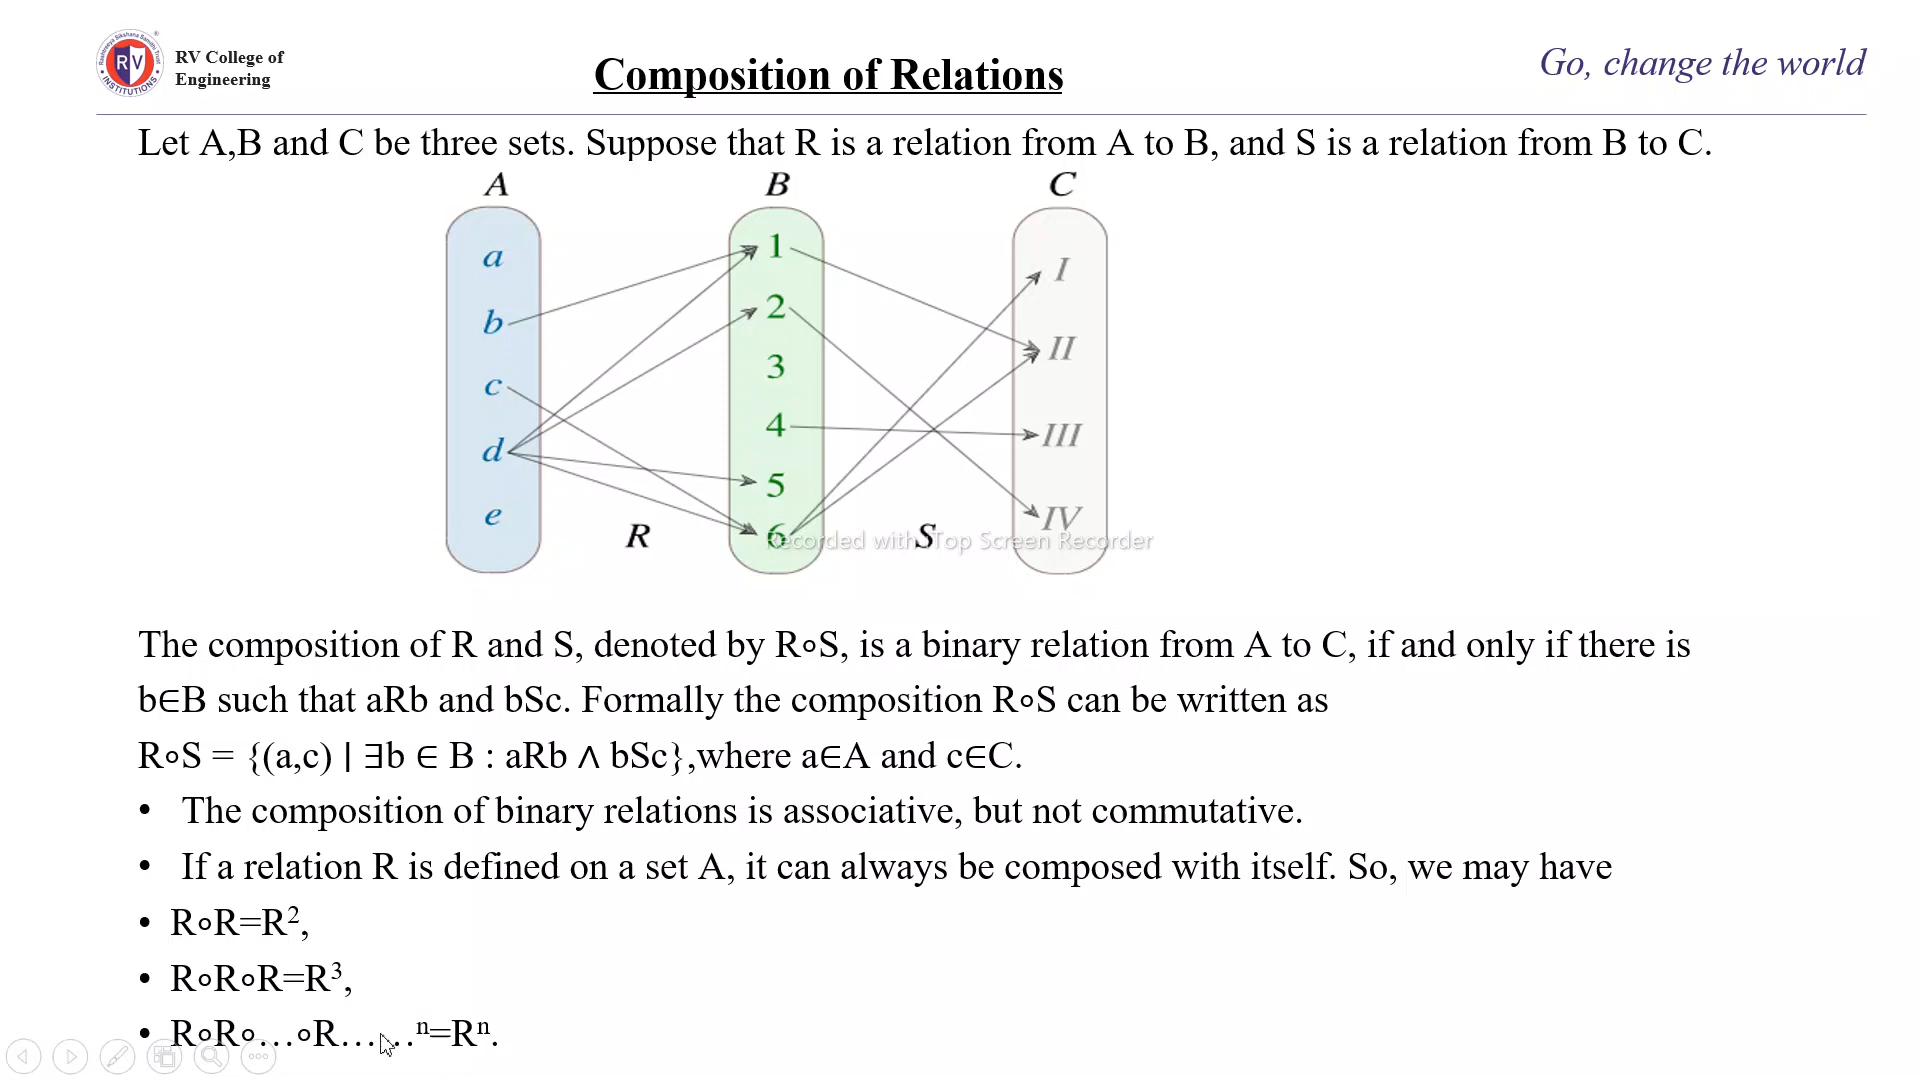 RV College of
Engineering
Composition of Relations
Go, change the world
RV
INSTITUTIONS
Let A,B and C be three sets. Suppose that R is a relation from A to B, and S is a relation from B to C.
A B C
a 1 I
b 2 II
c 3
d 4 III
e 5 IV
6
R S
Recorded with iTop Screen Recorder
The composition of R and S, denoted by R∘S, is a binary relation from A to C, if and only if there is
b∈B such that aRb and bSc. Formally the composition R∘S can be written as
R∘S = {(a,c) ∣ ∃b ∈ B : aRb ∧ bSc},where a∈A and c∈C.
• The composition of binary relations is associative, but not commutative.
• If a relation R is defined on a set A, it can always be composed with itself. So, we may have
• R∘R=R²,
• R∘R∘R=R³,
• R∘R∘…∘R……ⁿ=Rⁿ.